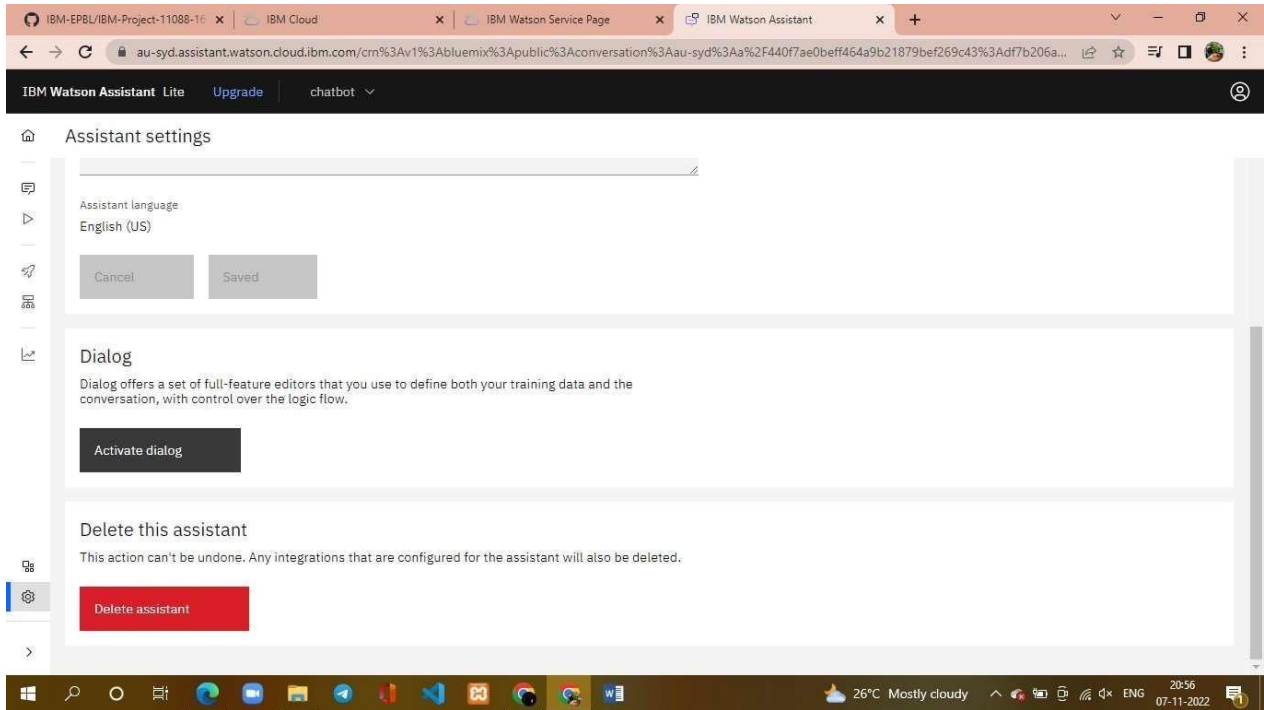 IBM-EPBL/IBM-Project-11088-16
IBM Cloud
IBM Watson Service Page
IBM Watson Assistant
au-syd.assistant.watson.cloud.ibm.com/crn%3Av1%3Abluemix%3Apublic%3Aconversation%3Aau-syd%3Aa%2F440f7ae0beff464a9b21879bef269c43%3Adf7b206a...
IBM Watson Assistant Lite Upgrade chatbot
Assistant settings
Assistant language
English (US)
Cancel Saved
Dialog
Dialog offers a set of full-feature editors that you use to define both your training data and the
conversation, with control over the logic flow.
Activate dialog
Delete this assistant
This action can't be undone. Any integrations that are configured for the assistant will also be deleted.
Delete assistant
26°C Mostly cloudy ENG 20:56
07-11-2022